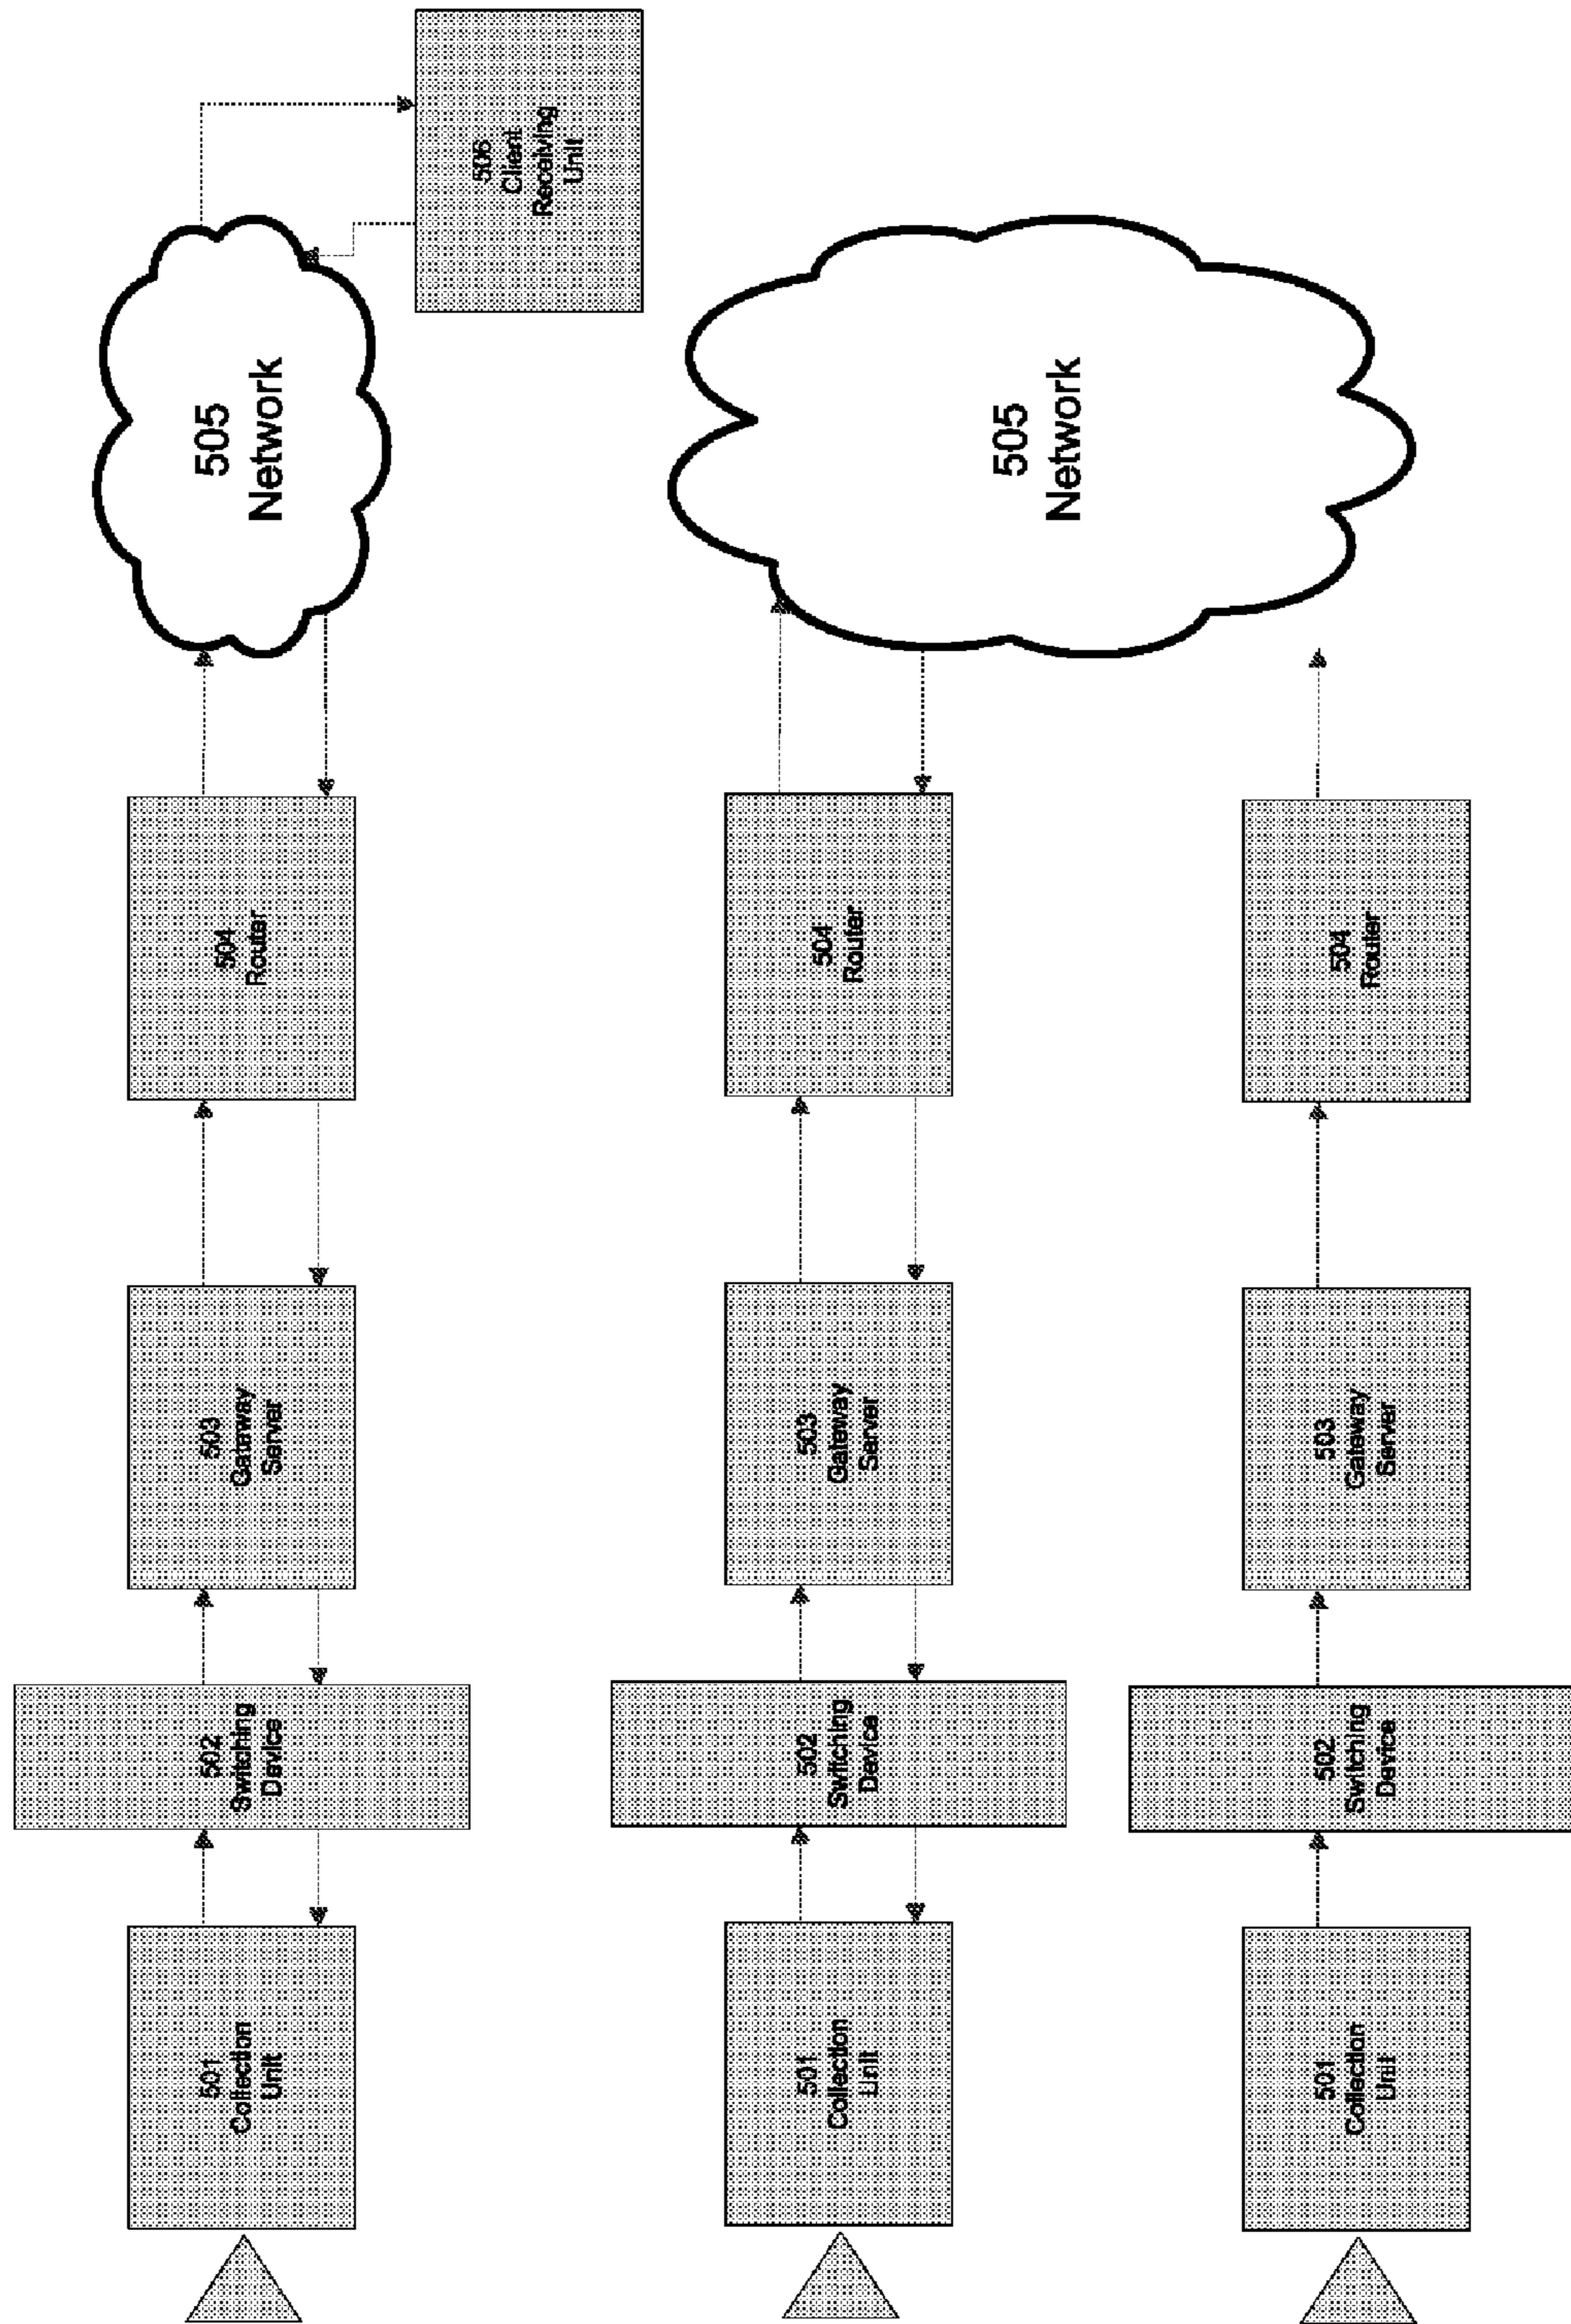 501
Collection
Unit
502
Switching
Device
503
Gateway
Server
504
Router
505
Network
506
Client
Receiving
Unit
501
Collection
Unit
502
Switching
Device
503
Gateway
Server
504
Router
505
Network
501
Collection
Unit
502
Switching
Device
503
Gateway
Server
504
Router